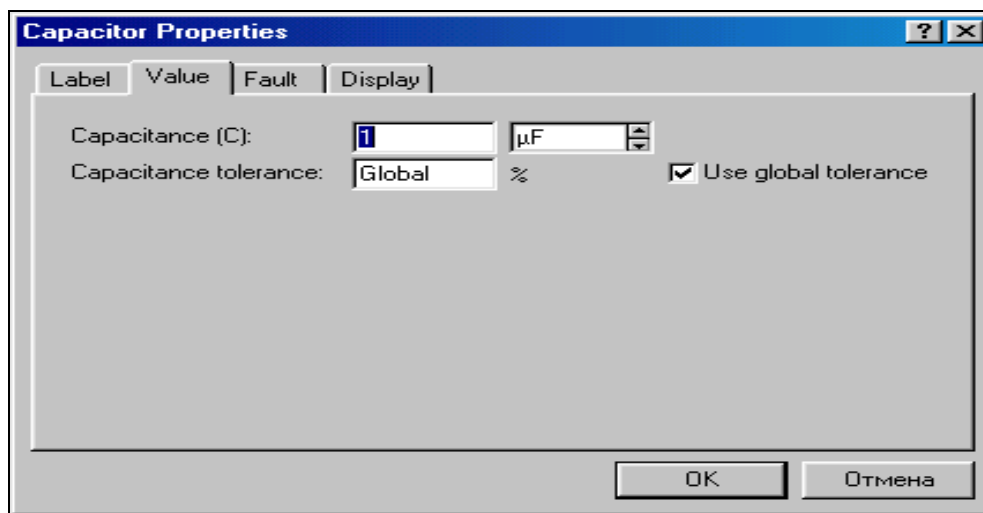 Capacitor Properties
Label Value Fault Display
Capacitance (C): 1 µF
Capacitance tolerance: Global % Use global tolerance
OK Отмена